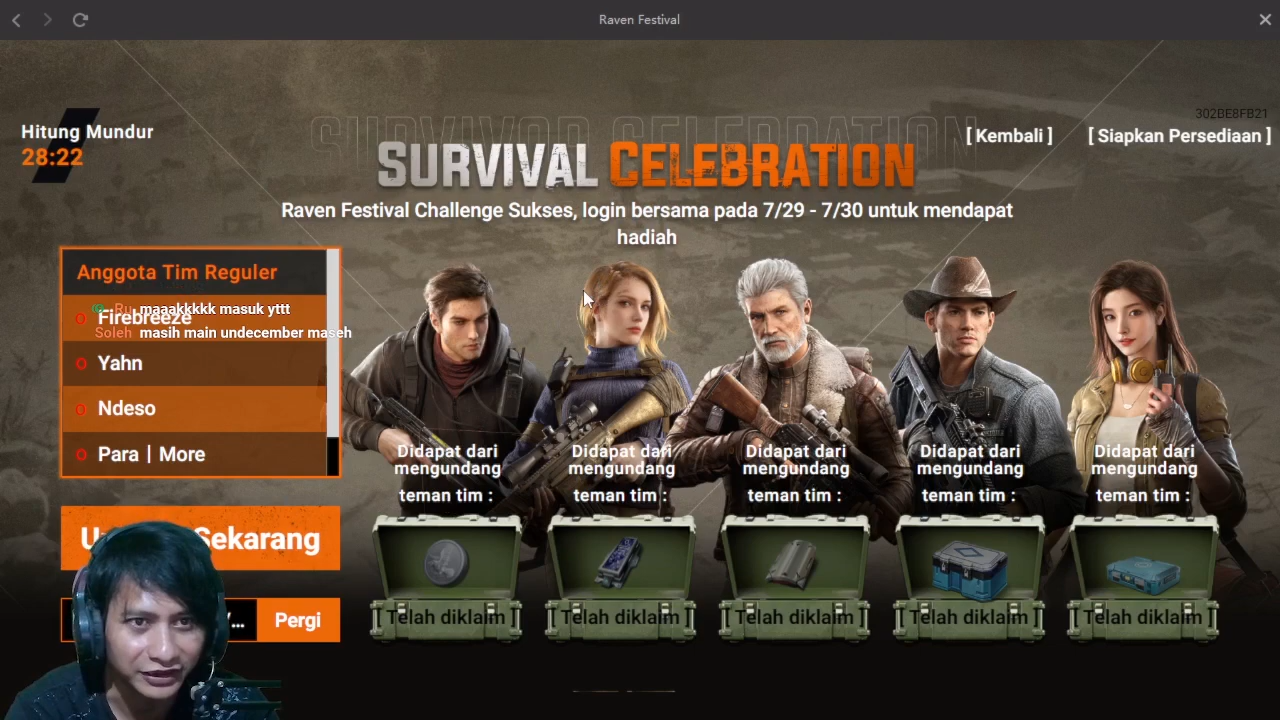 Raven Festival
302BE8FB21
Hitung Mundur
28:22
[ Kembali ]
[ Siapkan Persediaan ]
SURVIVAL CELEBRATION
Raven Festival Challenge Sukses, login bersama pada 7/29 - 7/30 untuk mendapat
hadiah
Anggota Tim Reguler
maaakkkkk masuk yttt
Firebreeze
Soleh masih main undecember maseh
Yahn
Ndeso
Para | More
Sekarang
...
Pergi
Didapat dari
mengundang
teman tim :
[ Telah diklaim ]
Didapat dari
mengundang
teman tim :
[ Telah diklaim ]
Didapat dari
mengundang
teman tim :
[ Telah diklaim ]
Didapat dari
mengundang
teman tim :
[ Telah diklaim ]
Didapat dari
mengundang
teman tim :
[ Telah diklaim ]